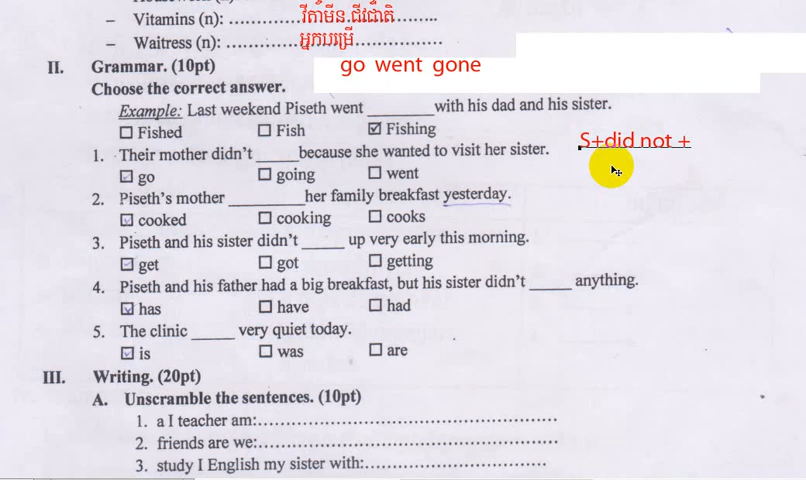 – Vitamins (n): ............វីតាមីន.ជីវជាតិ........
– Waitress (n): ............អ្នកបម្រើ................
II. Grammar. (10pt)
go went gone
Choose the correct answer.
Example: Last weekend Piseth went ______ with his dad and his sister.
☐ Fished ☐ Fish ☑ Fishing
S+did not +
1. Their mother didn't _____ because she wanted to visit her sister.
☑ go ☐ going ☐ went
2. Piseth's mother _________ her family breakfast yesterday.
☑ cooked ☐ cooking ☐ cooks
3. Piseth and his sister didn't _____ up very early this morning.
☑ get ☐ got ☐ getting
4. Piseth and his father had a big breakfast, but his sister didn't _____ anything.
☑ has ☐ have ☐ had
5. The clinic _____ very quiet today.
☑ is ☐ was ☐ are
III. Writing. (20pt)
A. Unscramble the sentences. (10pt)
1. a I teacher am:................................................
2. friends are we:................................................
3. study I English my sister with:.............................